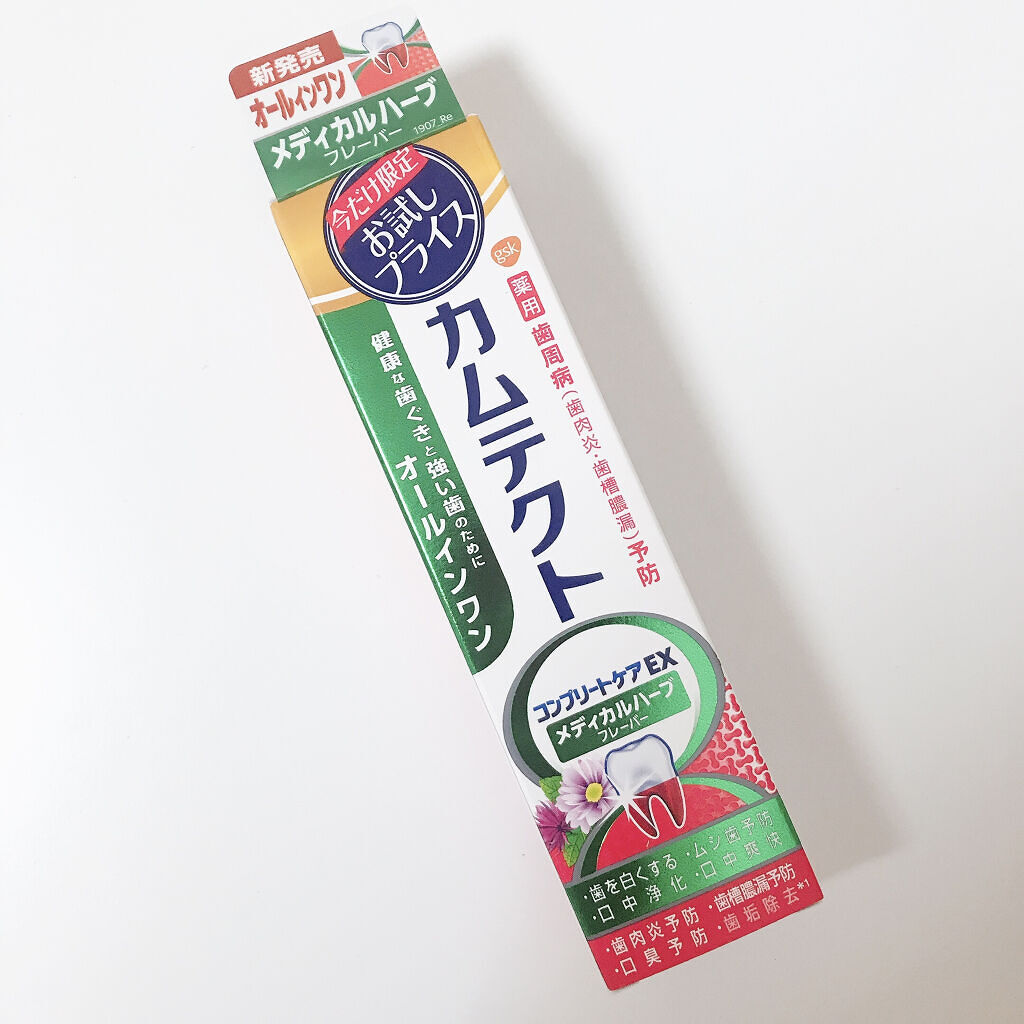 新発売
オールインワン
メディカルハーブ
フレーバー
1907_Re
今だけ限定
お試し
プライス
gsk
薬用
歯周病(歯肉炎・歯槽膿漏)予防
カムテクト
健康な歯ぐきと強い歯のために
オールインワン
コンプリートケアEX
メディカルハーブ
フレーバー
・歯を白くする・ムシ歯予防
・口中浄化・口中爽快
・歯肉炎予防・歯槽膿漏予防
・口臭予防・歯垢除去*1